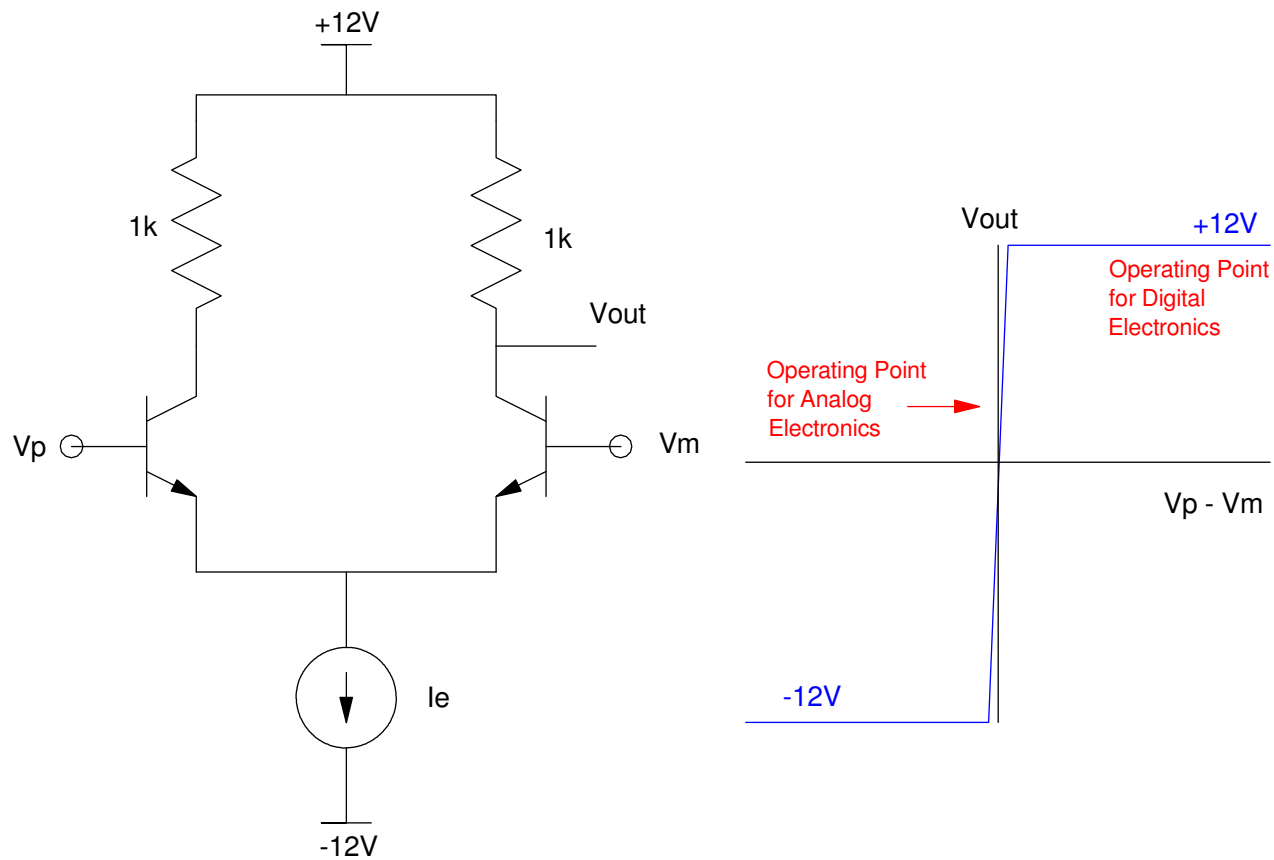 +12V
1k
1k
Vout
Vp
Vm
Ie
-12V
Vout
+12V
Operating Point
for Digital
Electronics
Operating Point
for Analog
Electronics
Vp - Vm
-12V